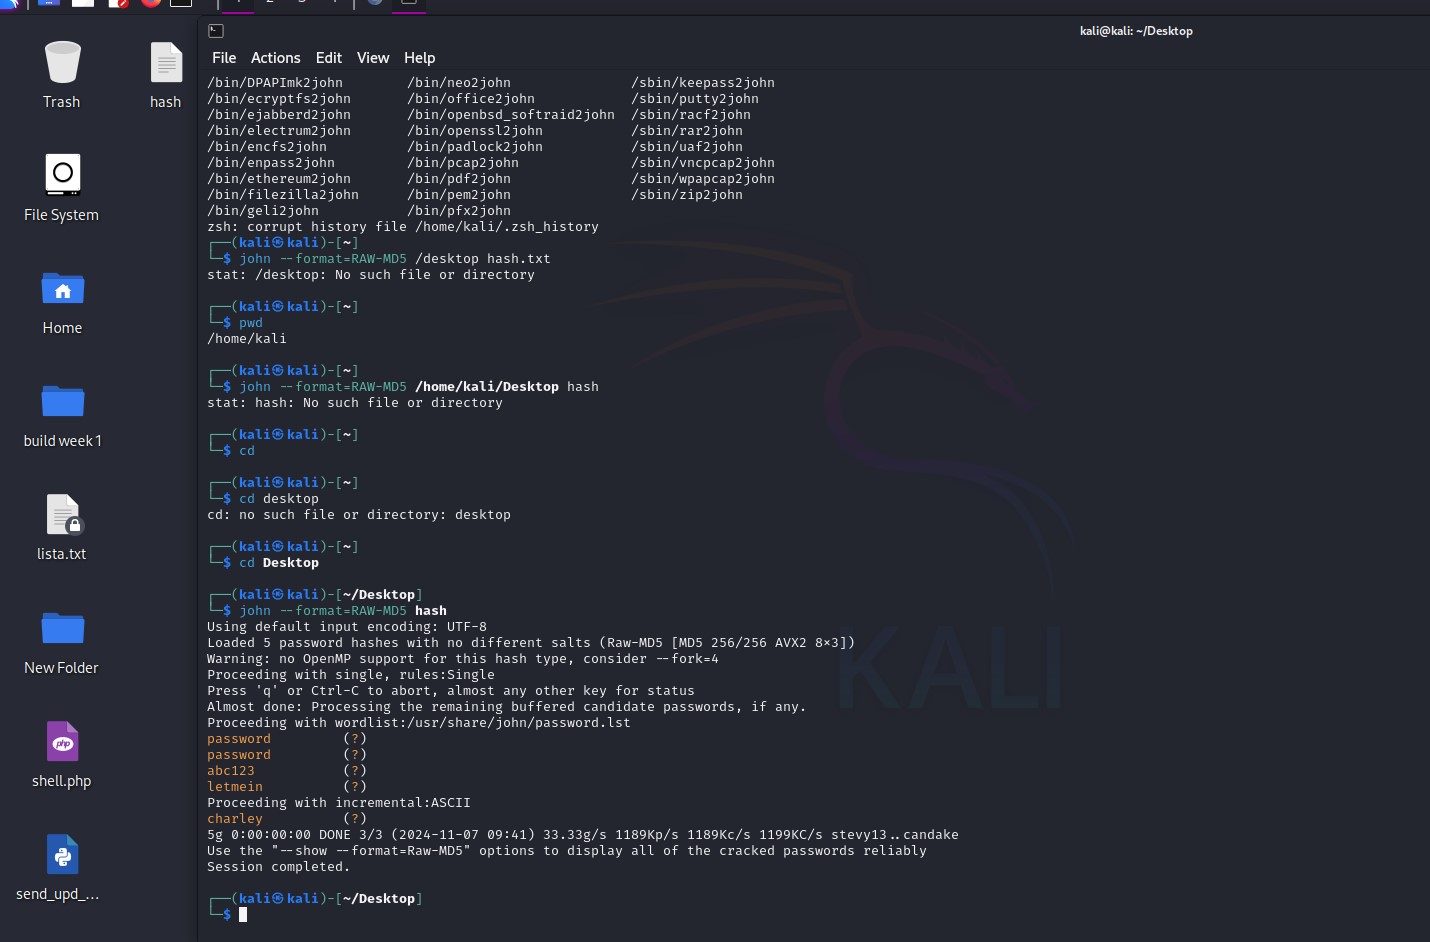 kali@kali: ~/Desktop
File Actions Edit View Help
Trash
hash
File System
Home
build week 1
lista.txt
New Folder
php
shell.php
send_upd_...
/bin/DPAPImk2john /bin/neo2john /sbin/keepass2john
/bin/ecryptfs2john /bin/office2john /sbin/putty2john
/bin/ejabberd2john /bin/openbsd_softraid2john /sbin/racf2john
/bin/electrum2john /bin/openssl2john /sbin/rar2john
/bin/encfs2john /bin/padlock2john /sbin/uaf2john
/bin/enpass2john /bin/pcap2john /sbin/vncpcap2john
/bin/ethereum2john /bin/pdf2john /sbin/wpapcap2john
/bin/filezilla2john /bin/pem2john /sbin/zip2john
/bin/geli2john /bin/pfx2john
zsh: corrupt history file /home/kali/.zsh_history
┌──(kali㉿kali)-[~]
└─$ john --format=RAW-MD5 /desktop hash.txt
stat: /desktop: No such file or directory
┌──(kali㉿kali)-[~]
└─$ pwd
/home/kali
┌──(kali㉿kali)-[~]
└─$ john --format=RAW-MD5 /home/kali/Desktop hash
stat: hash: No such file or directory
┌──(kali㉿kali)-[~]
└─$ cd
┌──(kali㉿kali)-[~]
└─$ cd desktop
cd: no such file or directory: desktop
┌──(kali㉿kali)-[~]
└─$ cd Desktop
┌──(kali㉿kali)-[~/Desktop]
└─$ john --format=RAW-MD5 hash
Using default input encoding: UTF-8
Loaded 5 password hashes with no different salts (Raw-MD5 [MD5 256/256 AVX2 8×3])
Warning: no OpenMP support for this hash type, consider --fork=4
Proceeding with single, rules:Single
Press 'q' or Ctrl-C to abort, almost any other key for status
Almost done: Processing the remaining buffered candidate passwords, if any.
Proceeding with wordlist:/usr/share/john/password.lst
password (?)
password (?)
abc123 (?)
letmein (?)
Proceeding with incremental:ASCII
charley (?)
5g 0:00:00:00 DONE 3/3 (2024-11-07 09:41) 33.33g/s 1189Kp/s 1189Kc/s 1199KC/s stevy13..candake
Use the "--show --format=Raw-MD5" options to display all of the cracked passwords reliably
Session completed.
┌──(kali㉿kali)-[~/Desktop]
└─$
KALI